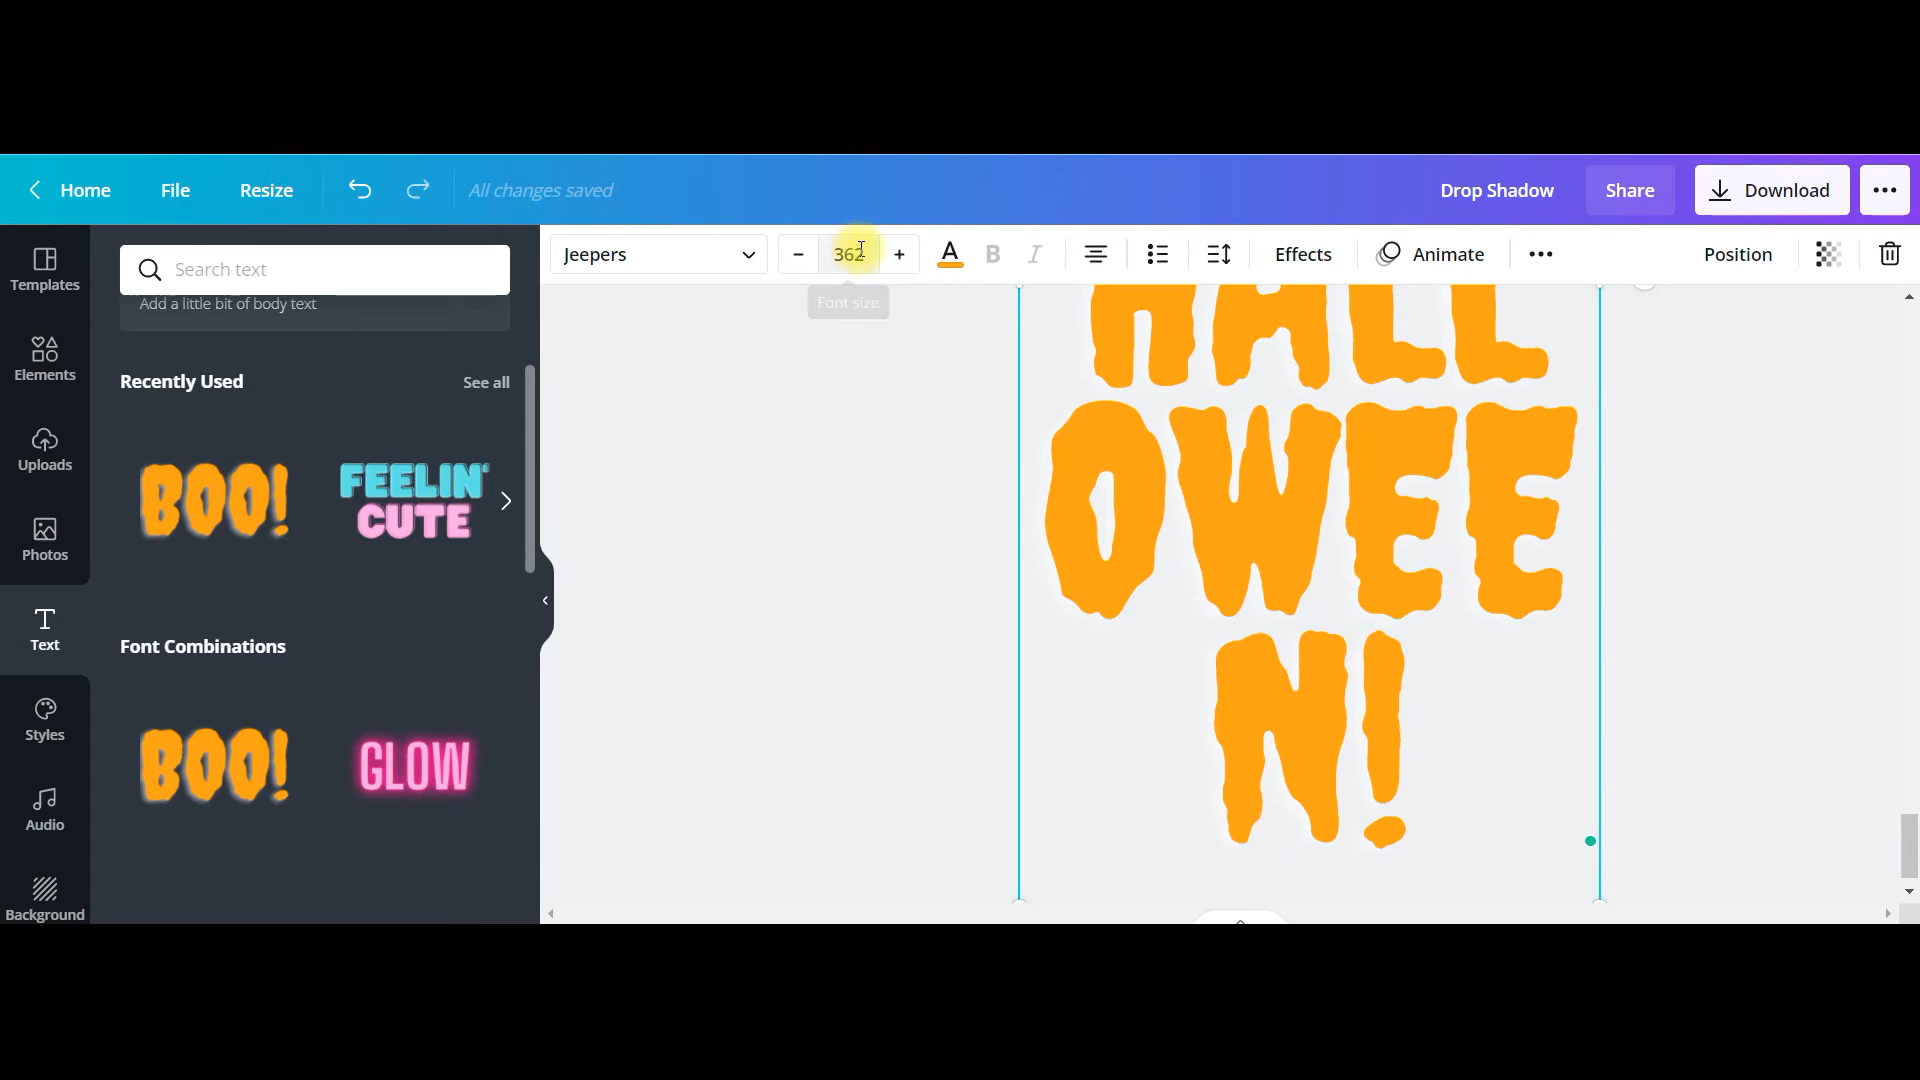 Home File Resize All changes saved Drop Shadow Share Download
Templates
Elements
Uploads
Photos
Text
Styles
Audio
Background
Search text
Add a little bit of body text
Recently Used See all
BOO! FEELIN' CUTE
Font Combinations
BOO! GLOW
Jeepers 362 A B I Effects Animate Position
Font size
HALL
OWEE
N!